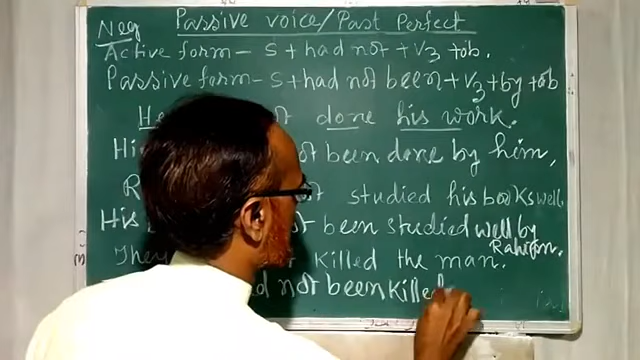 Neg Passive voice/Past Perfect
Active form - S + had not + V3 + ob.
Passive form - S + had not been + V3 + by + ob
He done his work.
been done by him,
studied his books well
His been studied well by
Rahim.
They killed the man.
not been killed